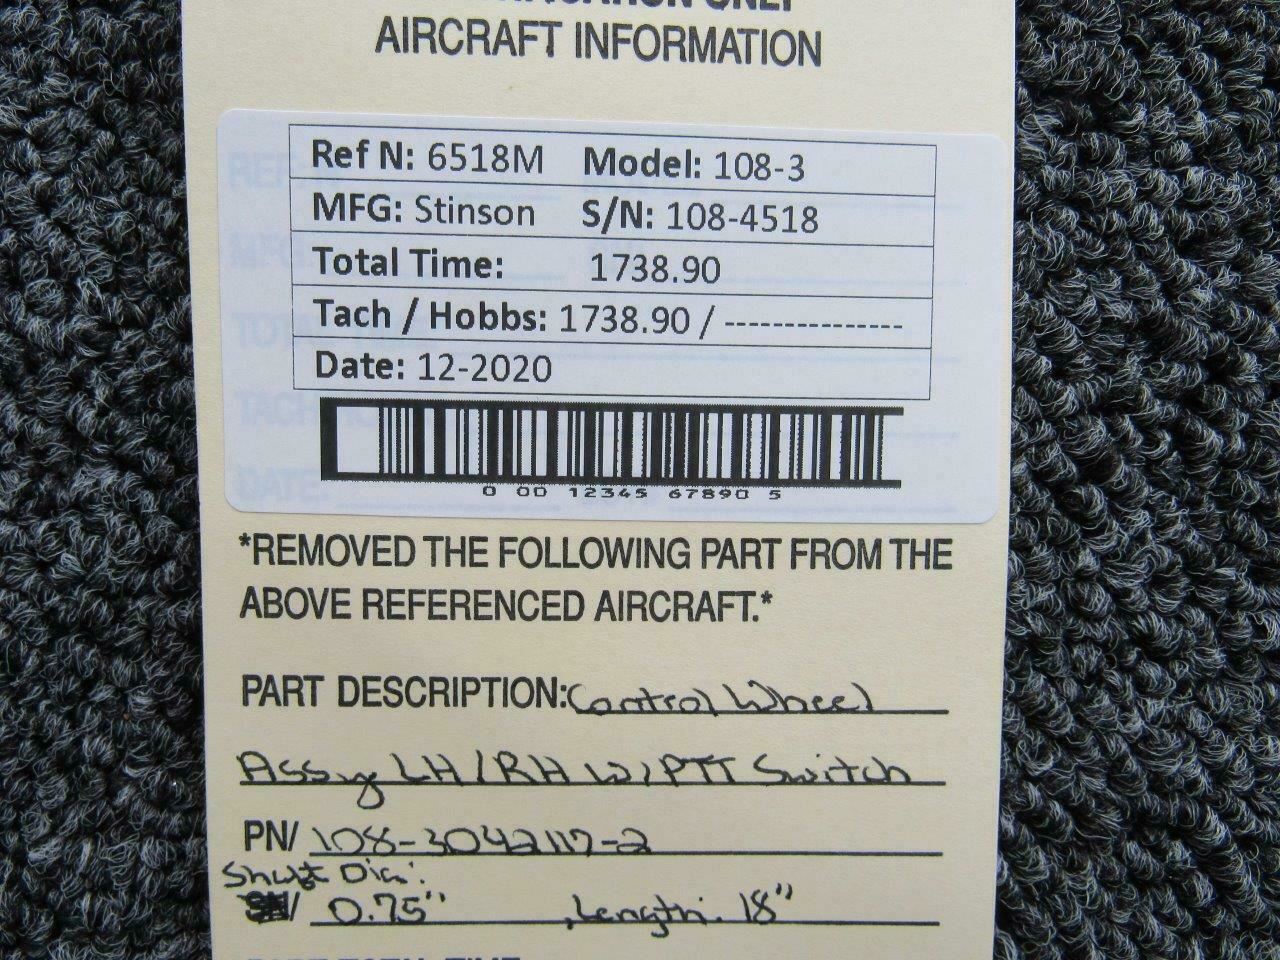 AIRCRAFT INFORMATION
Ref N: 6518M Model: 108-3
MFG: Stinson S/N: 108-4518
Total Time: 1738.90
Tach / Hobbs: 1738.90 / ---------------
Date: 12-2020
0 00 12345 67890 5
*REMOVED THE FOLLOWING PART FROM THE
ABOVE REFERENCED AIRCRAFT.*
PART DESCRIPTION: Control Wheel
Assy LH/RH W/PTT Switch
PN/ 108-3042117-2
Shaft Dia:
SN/ 0.75" , Length: 18"